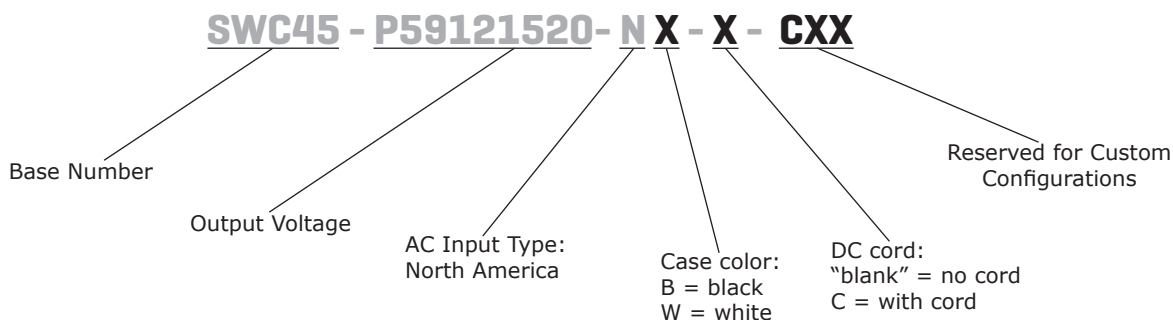 SWC45 - P59121520- N X - X - CXX
Base Number
Output Voltage
AC Input Type:
North America
Case color:
B = black
W = white
DC cord:
“blank” = no cord
C = with cord
Reserved for Custom
Configurations